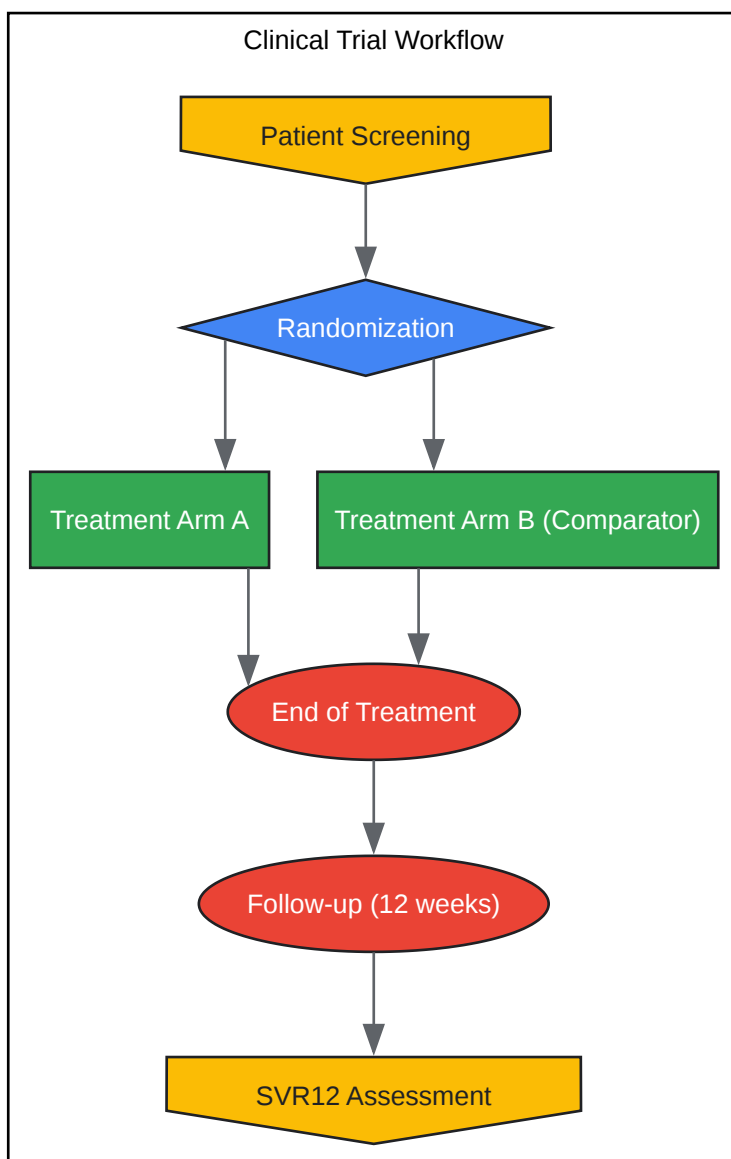 Clinical Trial Workflow
Patient Screening
Randomization
Treatment Arm A
Treatment Arm B (Comparator)
End of Treatment
Follow-up (12 weeks)
SVR12 Assessment